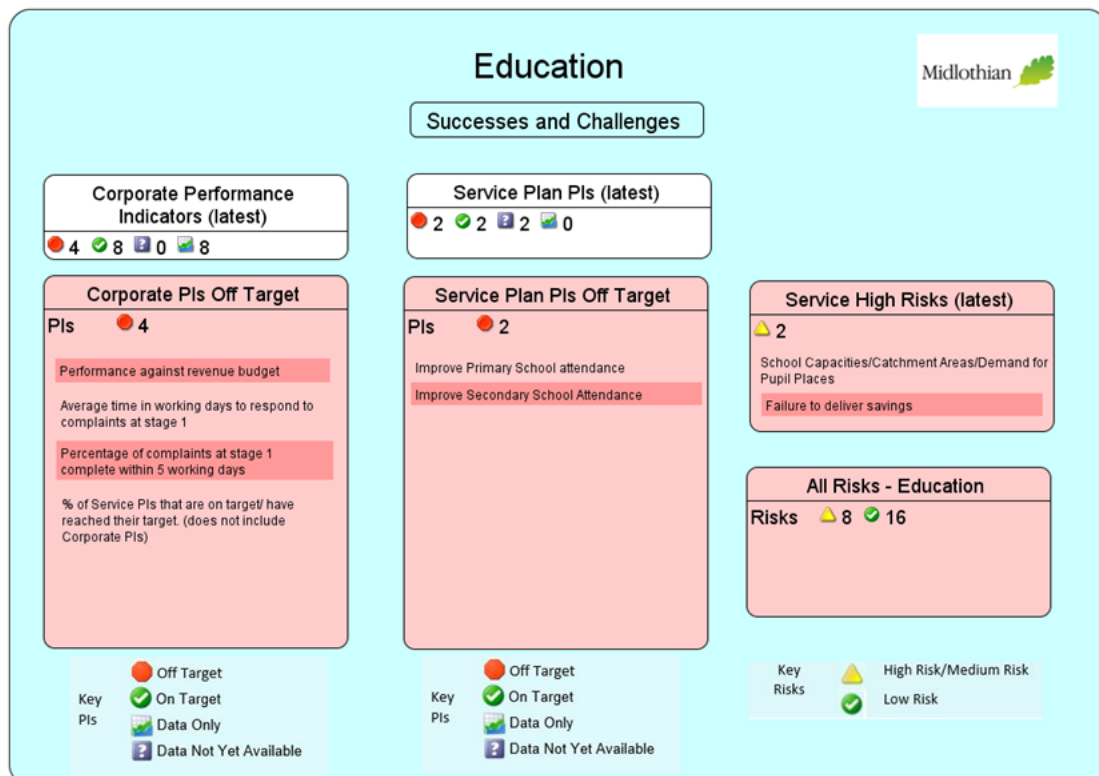 Education
Midlothian
Successes and Challenges
Corporate Performance
Indicators (latest)
4 8 0 8
Service Plan PIs (latest)
2 2 2 0
Corporate PIs Off Target
PIs 4
Performance against revenue budget
Average time in working days to respond to
complaints at stage 1
Percentage of complaints at stage 1
complete within 5 working days
% of Service PIs that are on target/ have
reached their target. (does not include
Corporate PIs)
Service Plan PIs Off Target
PIs 2
Improve Primary School attendance
Improve Secondary School Attendance
Service High Risks (latest)
2
School Capacities/Catchment Areas/Demand for
Pupil Places
Failure to deliver savings
All Risks - Education
Risks 8 16
Key
PIs
Off Target
On Target
Data Only
? Data Not Yet Available
Key
PIs
Off Target
On Target
Data Only
? Data Not Yet Available
Key
Risks
High Risk/Medium Risk
Low Risk